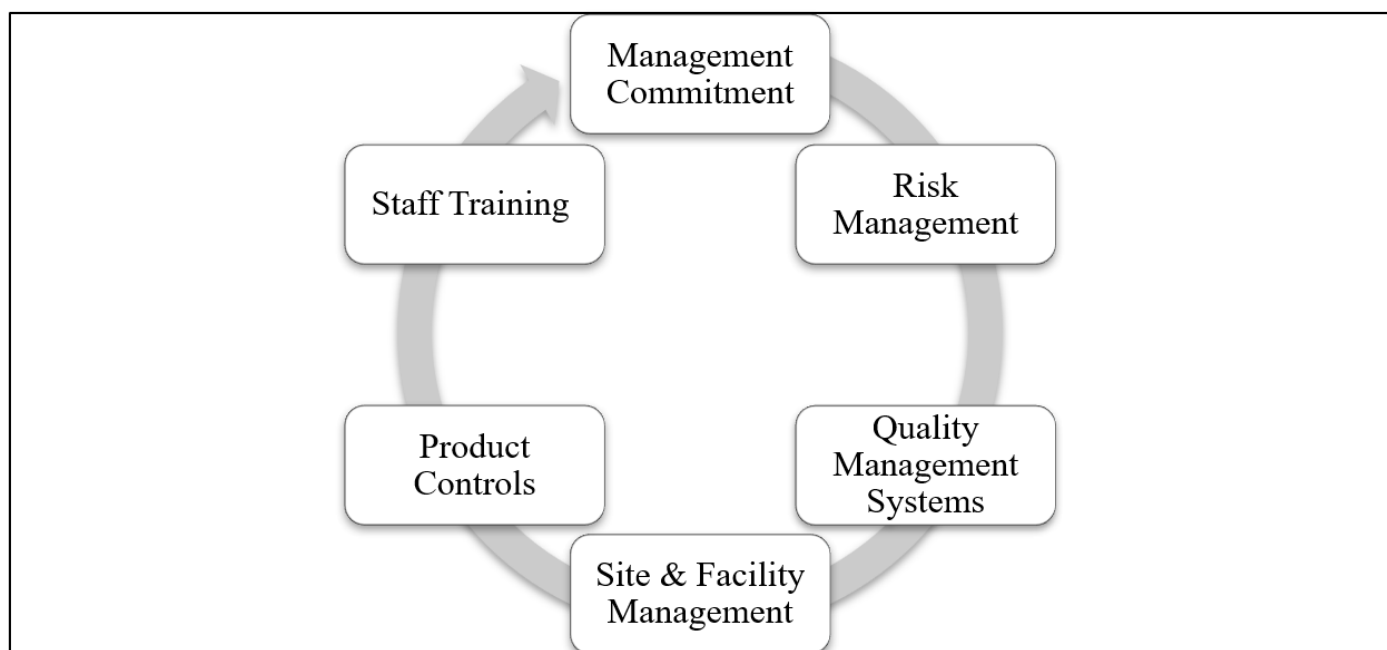 Management
Commitment
Risk
Management
Quality
Management
Systems
Site & Facility
Management
Product
Controls
Staff Training